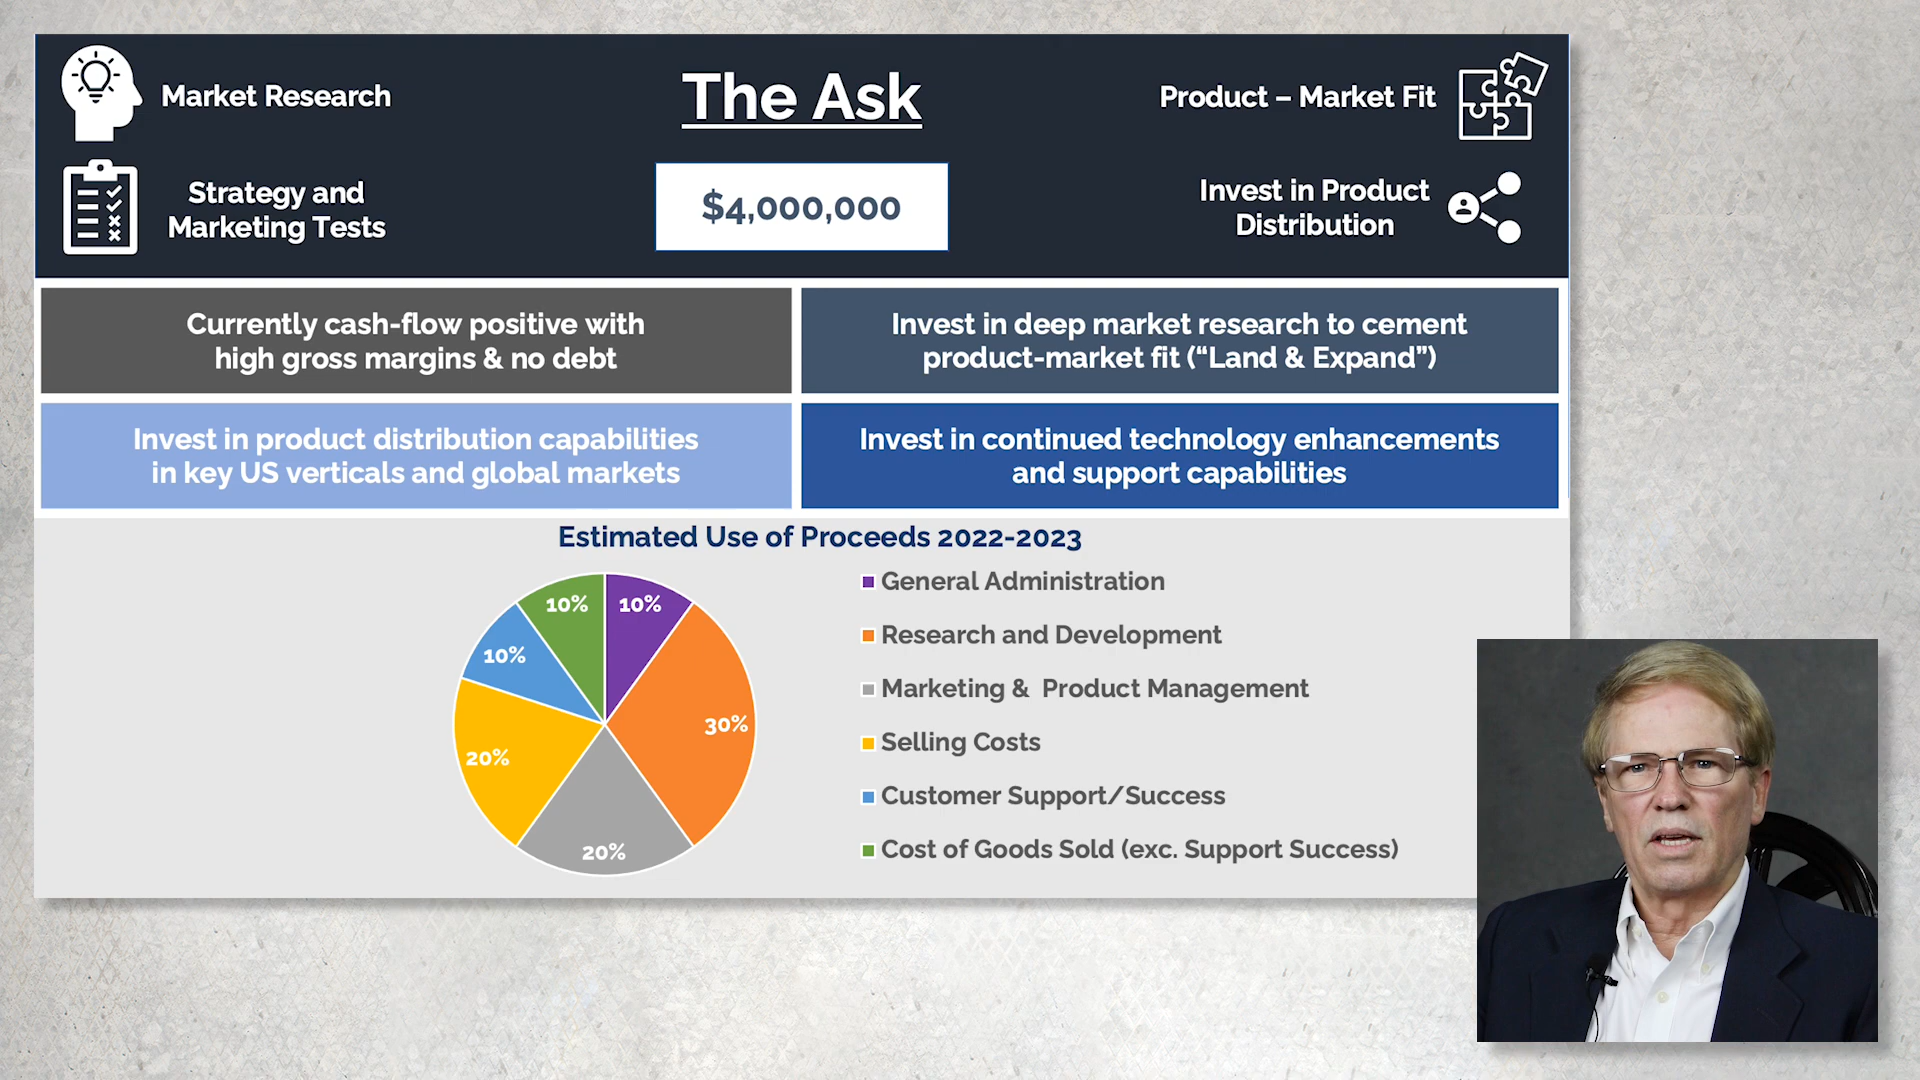 Market Research
The Ask
Product – Market Fit
Strategy and
Marketing Tests
$4,000,000
Invest in Product
Distribution
Currently cash-flow positive with
high gross margins & no debt
Invest in deep market research to cement
product-market fit (“Land & Expand”)
Invest in product distribution capabilities
in key US verticals and global markets
Invest in continued technology enhancements
and support capabilities
Estimated Use of Proceeds 2022-2023
10%
10%
10%
30%
20%
20%
General Administration
Research and Development
Marketing &  Product Management
Selling Costs
Customer Support/Success
Cost of Goods Sold (exc. Support Success)